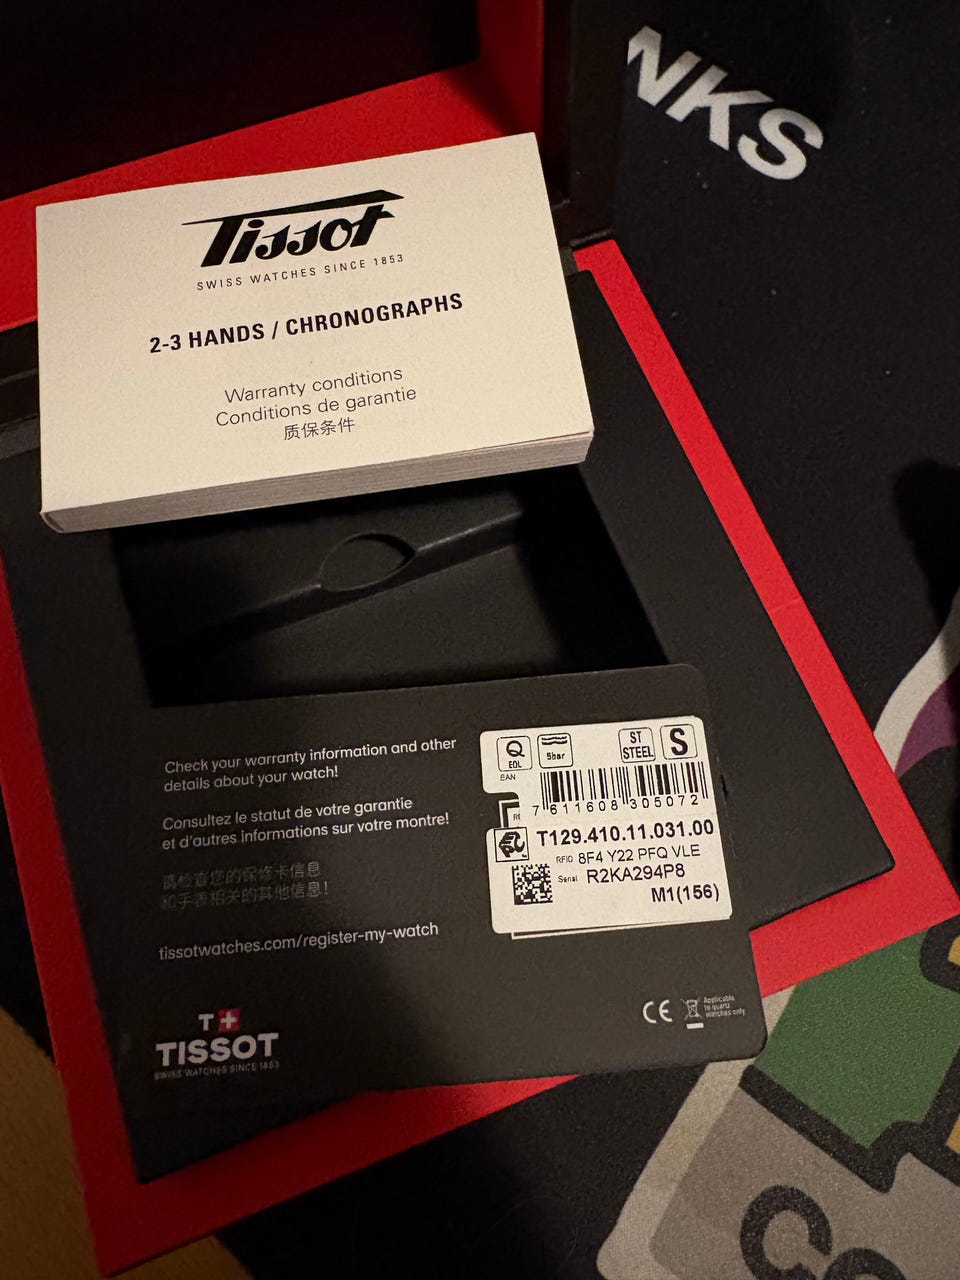 NKS
Tissot
SWISS WATCHES SINCE 1853
2-3 HANDS / CHRONOGRAPHS
Warranty conditions
Conditions de garantie
质保条件
Check your warranty information and other
details about your watch!
Consultez le statut de votre garantie
et d'autres informations sur votre montre!
请检查您的保修卡信息
和手表相关的其他信息!
tissotwatches.com/register-my-watch
T+
TISSOT
SWISS WATCHES SINCE 1853
Q
EOL
5bar
ST
STEEL
S
EAN
7 611608 305072
RF
T129.410.11.031.00
RFID 8F4 Y22 PFQ VLE
Serial R2KA294P8
M1(156)
CE
Applicable
to quartz
watches only
CO